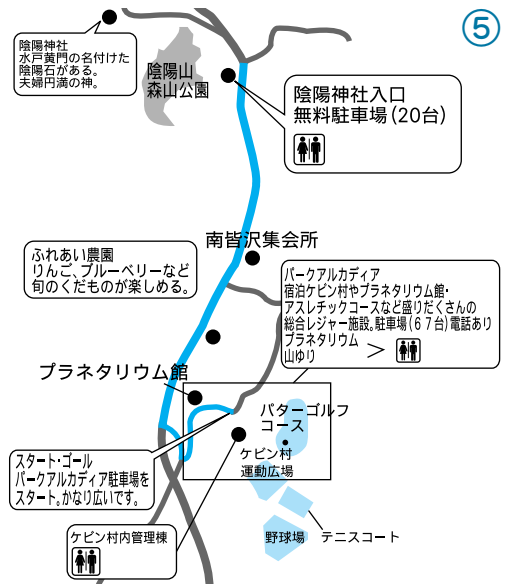 ⑤
陰陽神社
水戸黄門の名付けた
陰陽石がある。
夫婦円満の神。
陰陽山
森山公園
陰陽神社入口
無料駐車場(20台)
南皆沢集会所
ふれあい農園
りんご、ブルーベリーなど
旬のくだものが楽しめる。
パークアルカディア
宿泊ケビン村やプラネタリウム館・
アスレチックコースなど盛りだくさんの
総合レジャー施設。駐車場(67台)電話あり
プラネタリウム
山ゆり
プラネタリウム館
パターゴルフ
コース
ケビン村
運動広場
スタート・ゴール
パークアルカディア駐車場を
スタート。かなり広いです。
ケビン村内管理棟
野球場
テニスコート